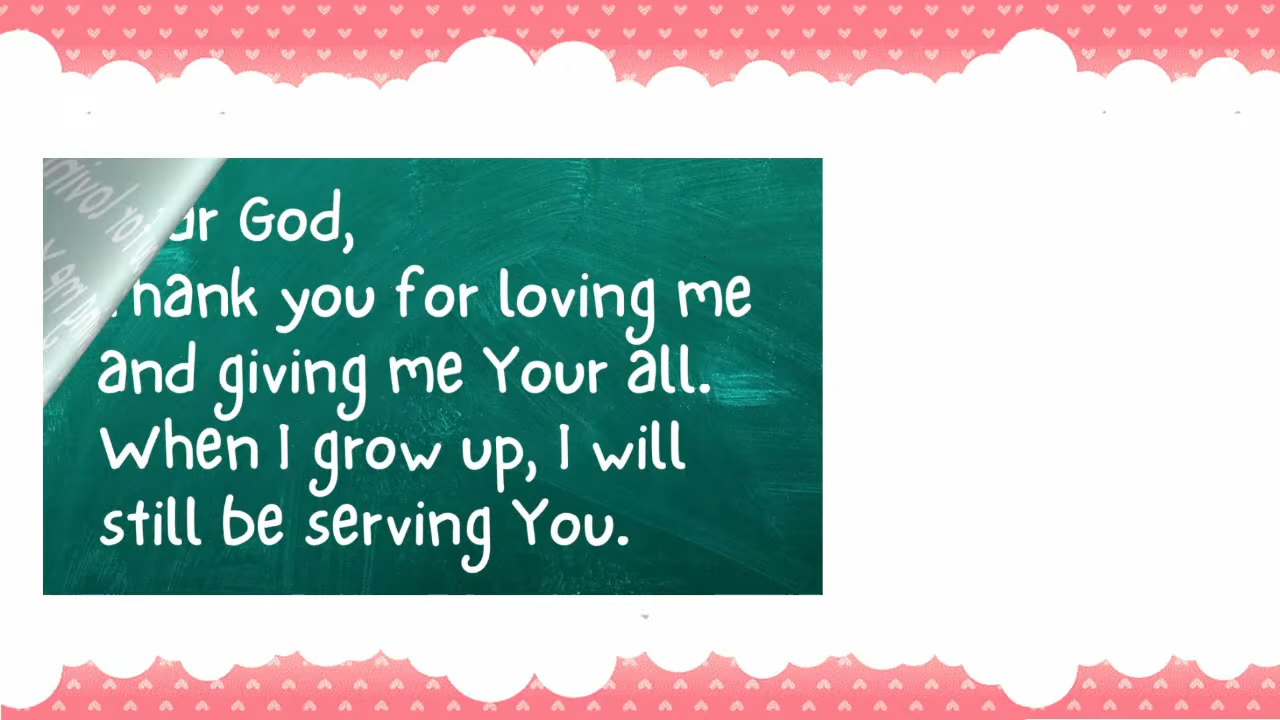 ar God,
hank you for loving me
and giving me Your all.
When I grow up, I will
still be serving You.